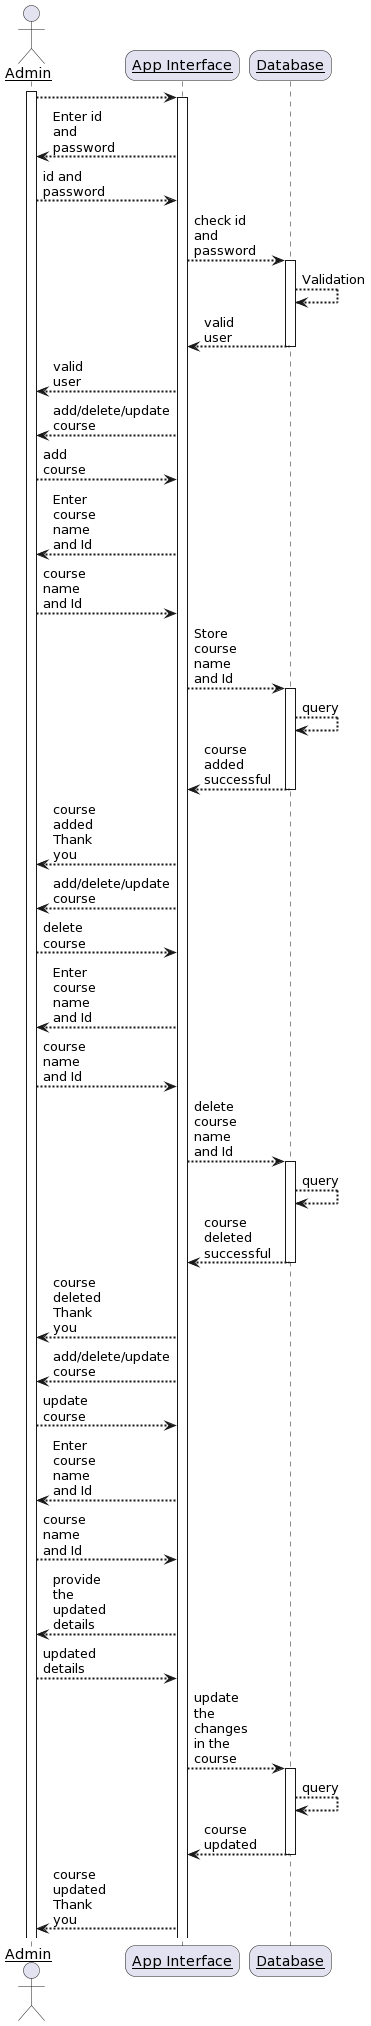 Admin
App Interface
Database
Enter id
and
password
id and
password
check id
and
password
Validation
valid
user
valid
user
add/delete/update
course
add
course
Enter
course
name
and Id
course
name
and Id
Store
course
name
and Id
query
course
added
successful
course
added
Thank
you
add/delete/update
course
delete
course
Enter
course
name
and Id
course
name
and Id
delete
course
name
and Id
query
course
deleted
successful
course
deleted
Thank
you
add/delete/update
course
update
course
Enter
course
name
and Id
course
name
and Id
provide
the
updated
details
updated
details
update
the
changes
in the
course
query
course
updated
course
updated
Thank
you
Admin
App Interface
Database